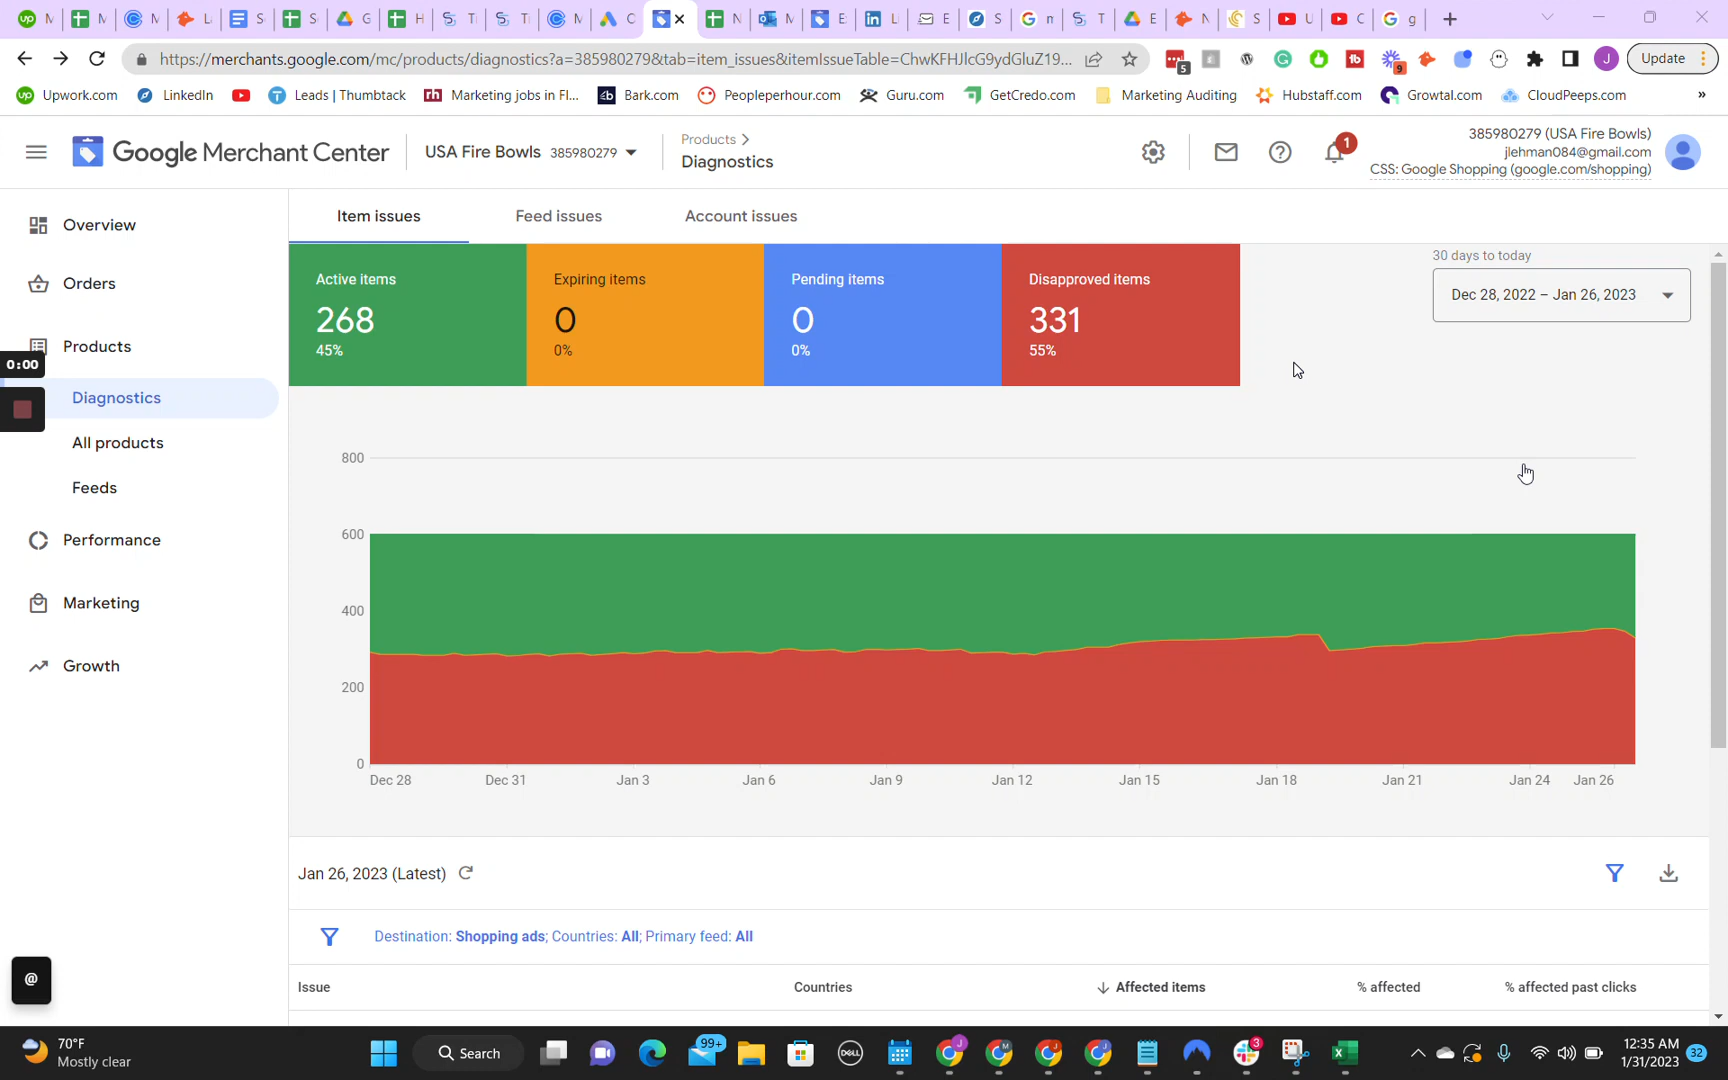 M
M
M
L
S
S
G
H
T
T
M
C
N
M
E
L
E
S
n
T
E
N
S
U
C
g
https://merchants.google.com/mc/products/diagnostics?a=385980279&tab=item_issues&itemIssueTable=ChwKFHJlcG9ydGluZ19...
5
9
J
Update
Upwork.com
LinkedIn
Leads | Thumbtack
Marketing jobs in Fl...
Bark.com
Peopleperhour.com
Guru.com
GetCredo.com
Marketing Auditing
Hubstaff.com
Growtal.com
CloudPeeps.com
»
Google Merchant Center
USA Fire Bowls 385980279
Products
Diagnostics
1
385980279 (USA Fire Bowls)
jlehman084@gmail.com
CSS: Google Shopping (google.com/shopping)
Overview
Orders
Products
0:00
Diagnostics
All products
Feeds
Performance
Marketing
Growth
@
Item issues
Feed issues
Account issues
Active items
268
45%
Expiring items
0
0%
Pending items
0
0%
Disapproved items
331
55%
30 days to today
Dec 28, 2022 – Jan 26, 2023
800
600
400
200
0
Dec 28
Dec 31
Jan 3
Jan 6
Jan 9
Jan 12
Jan 15
Jan 18
Jan 21
Jan 24
Jan 26
Jan 26, 2023 (Latest)
Destination: Shopping ads; Countries: All; Primary feed: All
Issue
Countries
Affected items
% affected
% affected past clicks
70°F
Mostly clear
Search
99+
DELL
J
M
J
J
3
12:35 AM
1/31/2023
32